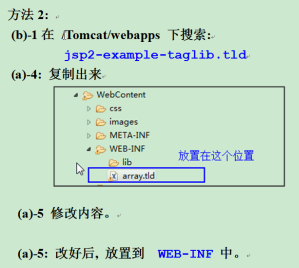 方法 2:
(b)-1 在 /Tomcat/webapps 下搜索:
jsp2-example-taglib.tld
(a)-4: 复制出来
WebContent
css
images
META-INF
WEB-INF
放置在这个位置
lib
array.tld
(a)-5 修改内容。
(a)-5: 改好后, 放置到 WEB-INF 中。